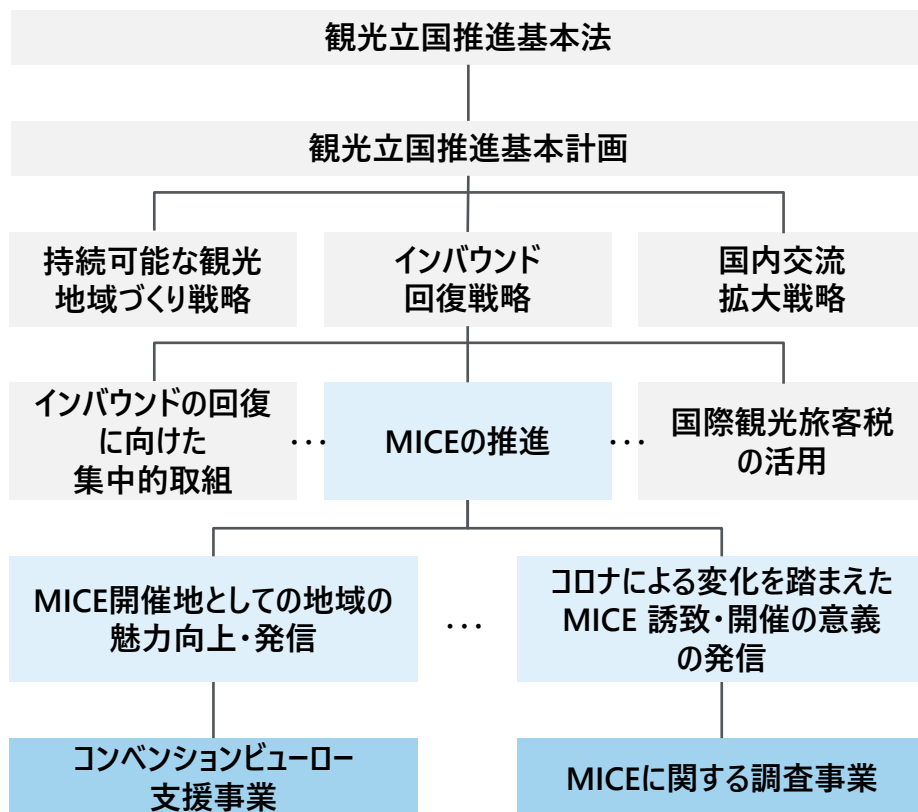 観光立国推進基本法
観光立国推進基本計画
持続可能な観光
地域づくり戦略
インバウンド
回復戦略
国内交流
拡大戦略
インバウンドの回復
に向けた
集中的取組
…
MICEの推進
…
国際観光旅客税
の活用
MICE開催地としての地域の
魅力向上・発信
…
コロナによる変化を踏まえた
MICE 誘致・開催の意義
の発信
コンベンションビューロー
支援事業
MICEに関する調査事業